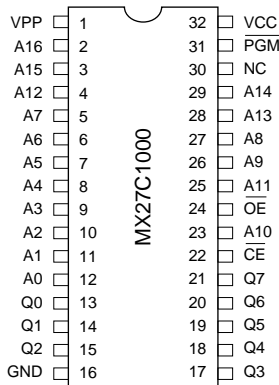 VPP 1 32 VCC
A16 2 31 PGM
A15 3 30 NC
A12 4 29 A14
A7 5 28 A13
A6 6 27 A8
A5 7 26 A9
A4 8 25 A11
A3 9 24 OE
A2 10 23 A10
A1 11 22 CE
A0 12 21 Q7
Q0 13 20 Q6
Q1 14 19 Q5
Q2 15 18 Q4
GND 16 17 Q3
MX27C1000